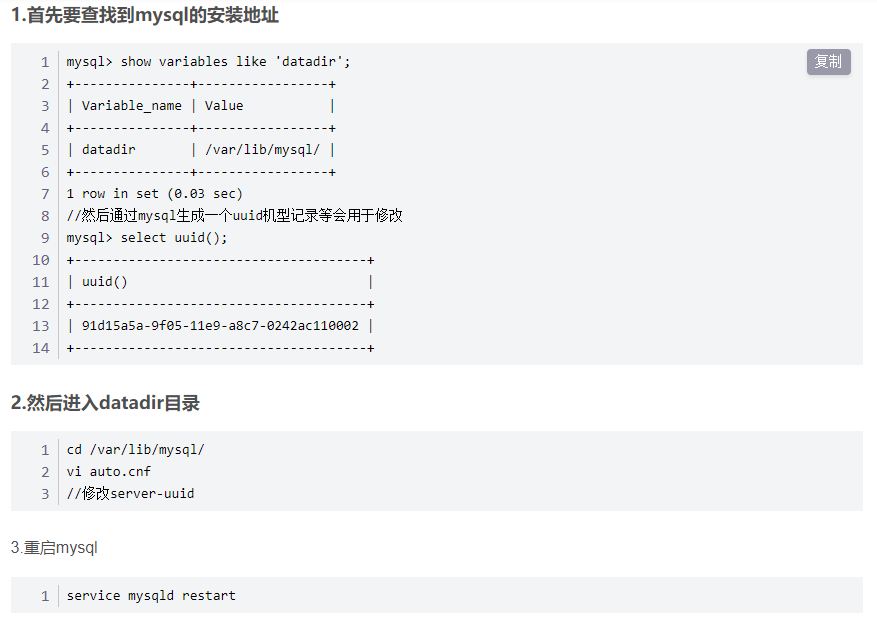 1.首先要查找到mysql的安装地址
复制
1 mysql> show variables like 'datadir';
2 +---------------+-----------------+
3 | Variable_name | Value           |
4 +---------------+-----------------+
5 | datadir       | /var/lib/mysql/ |
6 +---------------+-----------------+
7 1 row in set (0.03 sec)
8 //然后通过mysql生成一个uuid机型记录等会用于修改
9 mysql> select uuid();
10 +--------------------------------------+
11 | uuid()                               |
12 +--------------------------------------+
13 | 91d15a5a-9f05-11e9-a8c7-0242ac110002 |
14 +--------------------------------------+
2.然后进入datadir目录
1 cd /var/lib/mysql/
2 vi auto.cnf
3 //修改server-uuid
3.重启mysql
1 service mysqld restart